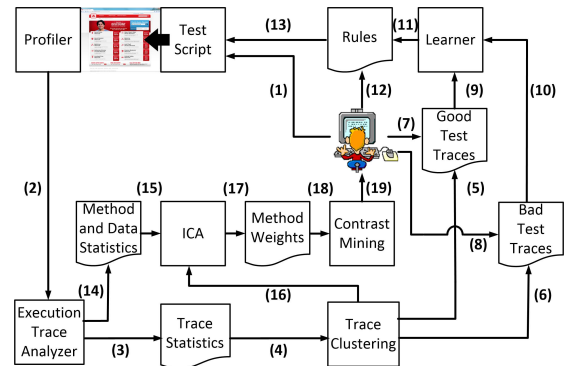 Profiler
Test
Script
(13)
Rules
(11)
Learner
(1)
(12)
(9)
(10)
(7)
Good
Test
Traces
(2)
(15)
(17)
(18)
(19)
(5)
Method
and Data
Statistics
ICA
Method
Weights
Contrast
Mining
(8)
Bad
Test
Traces
(14)
(16)
(6)
Execution
Trace
Analyzer
(3)
Trace
Statistics
(4)
Trace
Clustering